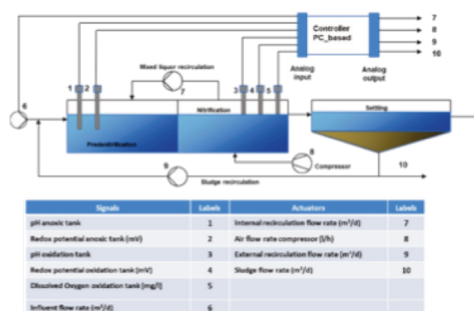 Controller
PC_based
7
8
9
10
Analog
input
Analog
output
Mixed liquor recirculation
1
2
7
3
4
5
Nitrification
Setting
6
Predenitrification
8
Compressor
9
10
Sludge recirculation
Signals Labels Actuators Labels
pH anoxic tank 1 Internal recirculation flow rate (m³/d) 7
Redox potential anoxic tank (mV) 2 Air flow rate compressor (l/h) 8
pH oxidation tank 3 External recirculation flow rate (m³/d) 9
Redox potential oxidation tank (mV) 4 Sludge flow rate (m³/d) 10
Dissolved Oxygen oxidation tank (mg/l) 5
Influent flow rate (m³/d) 6